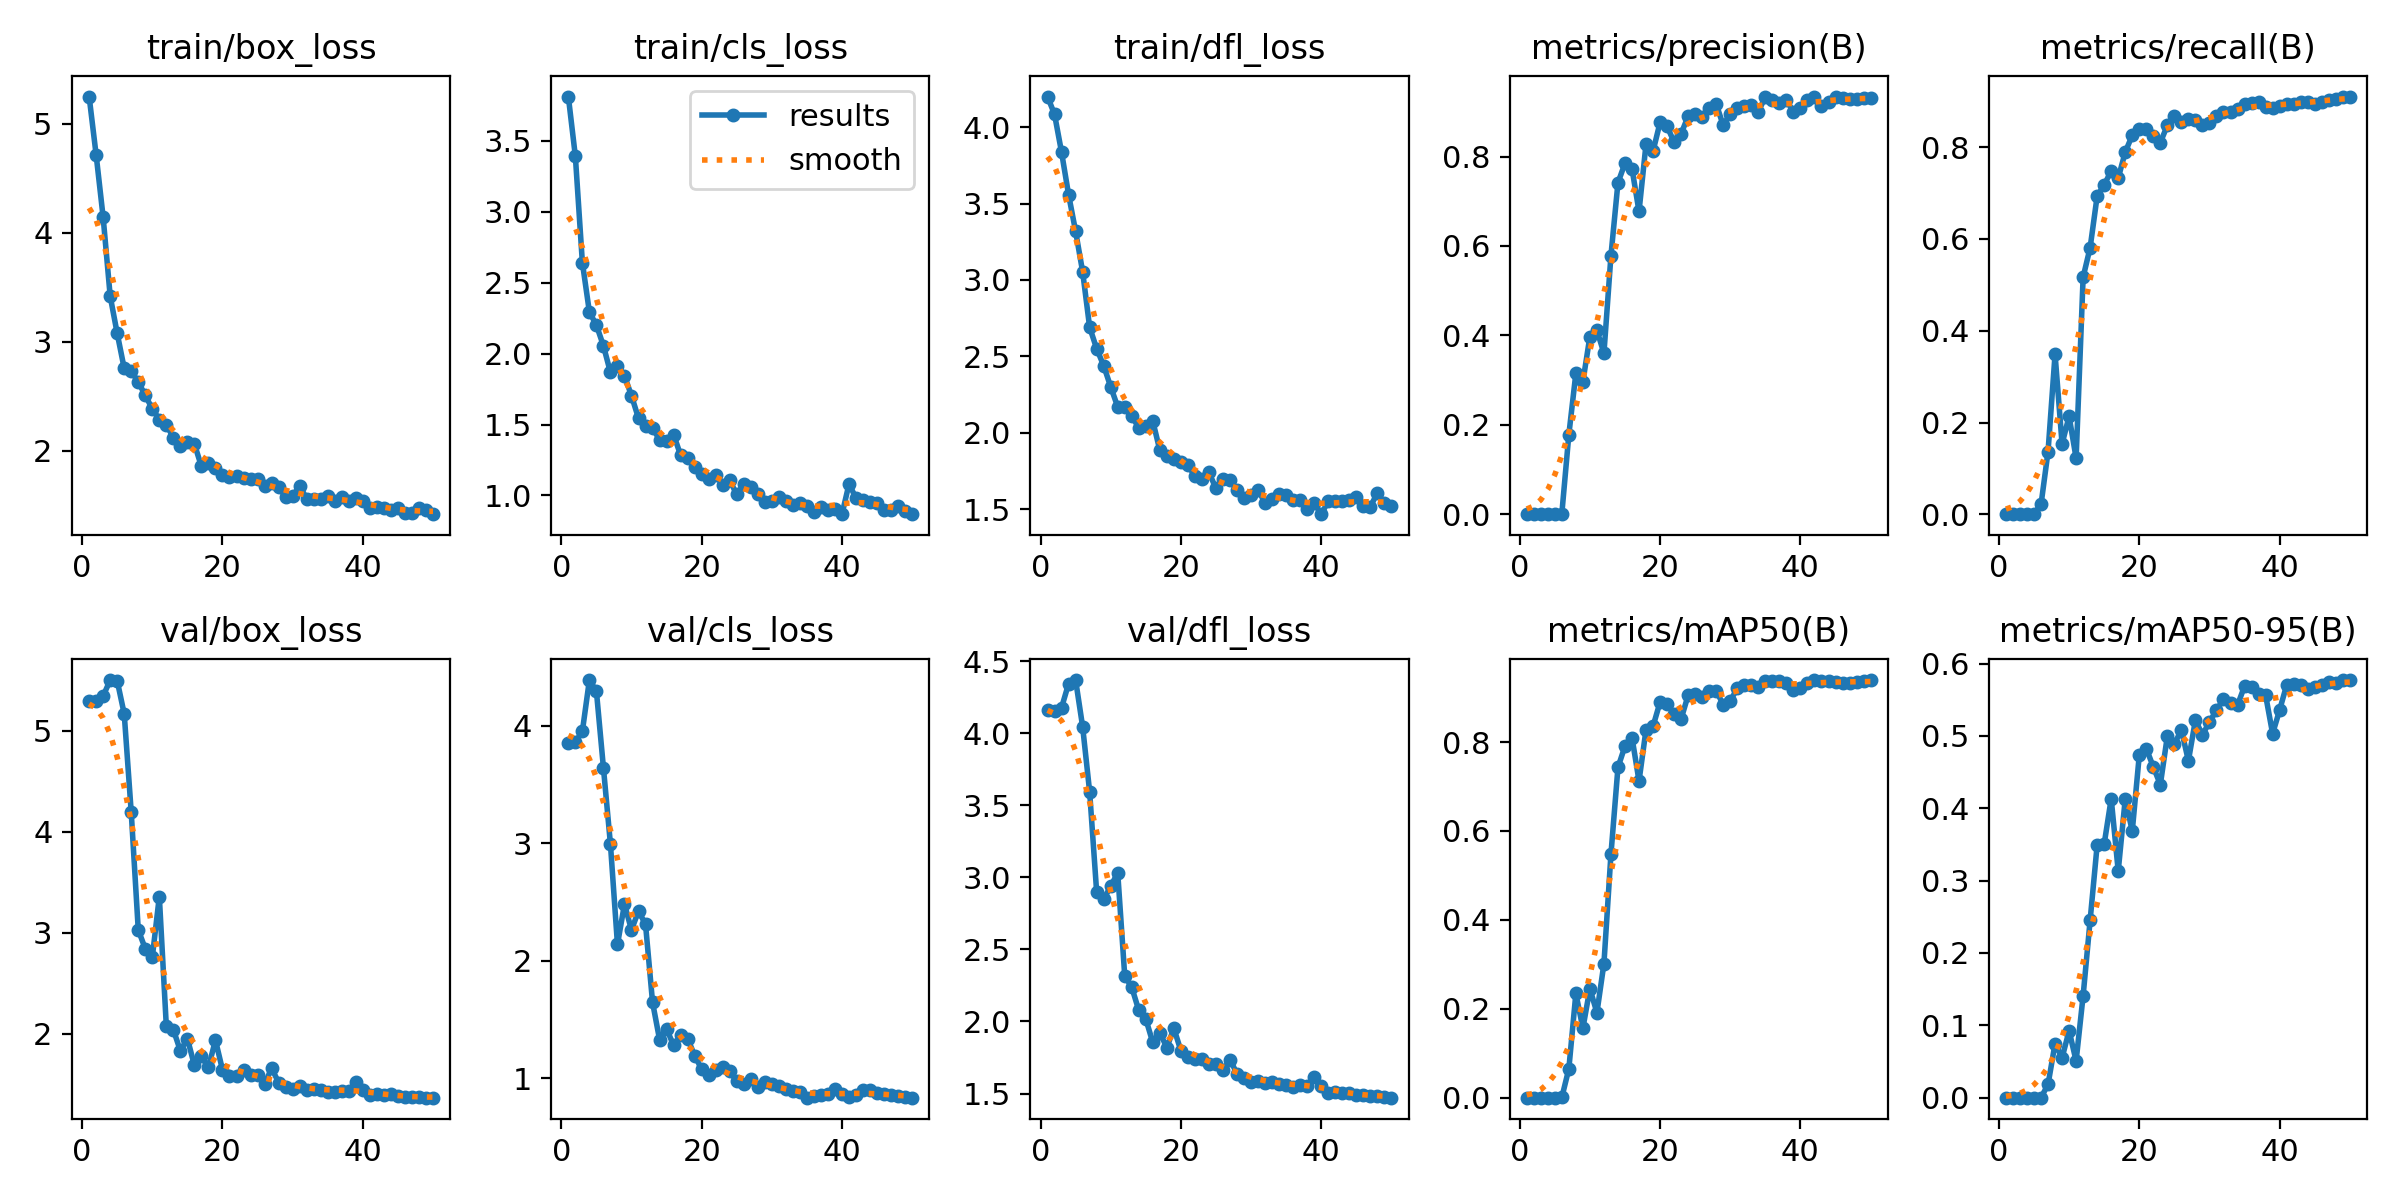 train/box_loss
5
4
3
2
0 20 40
train/cls_loss
results
smooth
3.5
3.0
2.5
2.0
1.5
1.0
0 20 40
train/dfl_loss
4.0
3.5
3.0
2.5
2.0
1.5
0 20 40
metrics/precision(B)
0.8
0.6
0.4
0.2
0.0
0 20 40
metrics/recall(B)
0.8
0.6
0.4
0.2
0.0
0 20 40
val/box_loss
5
4
3
2
0 20 40
val/cls_loss
4
3
2
1
0 20 40
val/dfl_loss
4.5
4.0
3.5
3.0
2.5
2.0
1.5
0 20 40
metrics/mAP50(B)
0.8
0.6
0.4
0.2
0.0
0 20 40
metrics/mAP50-95(B)
0.6
0.5
0.4
0.3
0.2
0.1
0.0
0 20 40